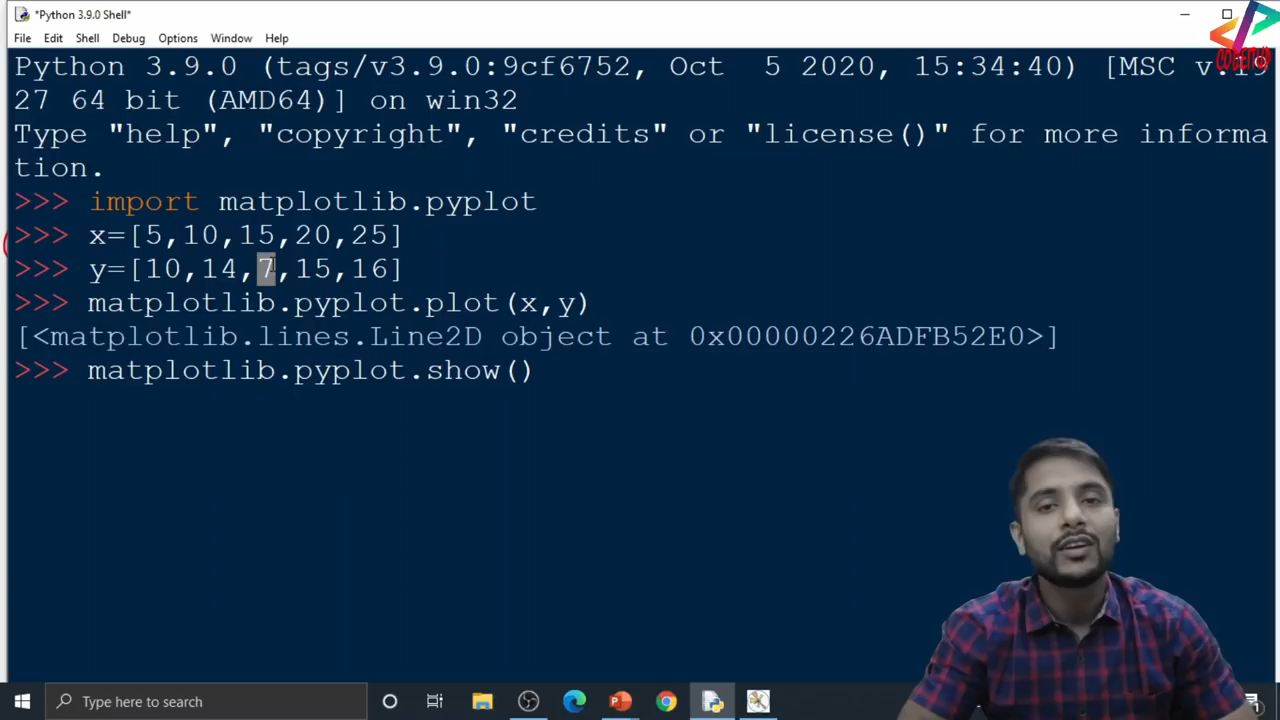 *Python 3.9.0 Shell*
File Edit Shell Debug Options Window Help
Python 3.9.0 (tags/v3.9.0:9cf6752, Oct  5 2020, 15:34:40) [MSC v.19
27 64 bit (AMD64)] on win32
Type "help", "copyright", "credits" or "license()" for more informa
tion.
>>> import matplotlib.pyplot
>>> x=[5,10,15,20,25]
>>> y=[10,14,7,15,16]
>>> matplotlib.pyplot.plot(x,y)
[<matplotlib.lines.Line2D object at 0x00000226ADFB52E0>]
>>> matplotlib.pyplot.show()
Type here to search